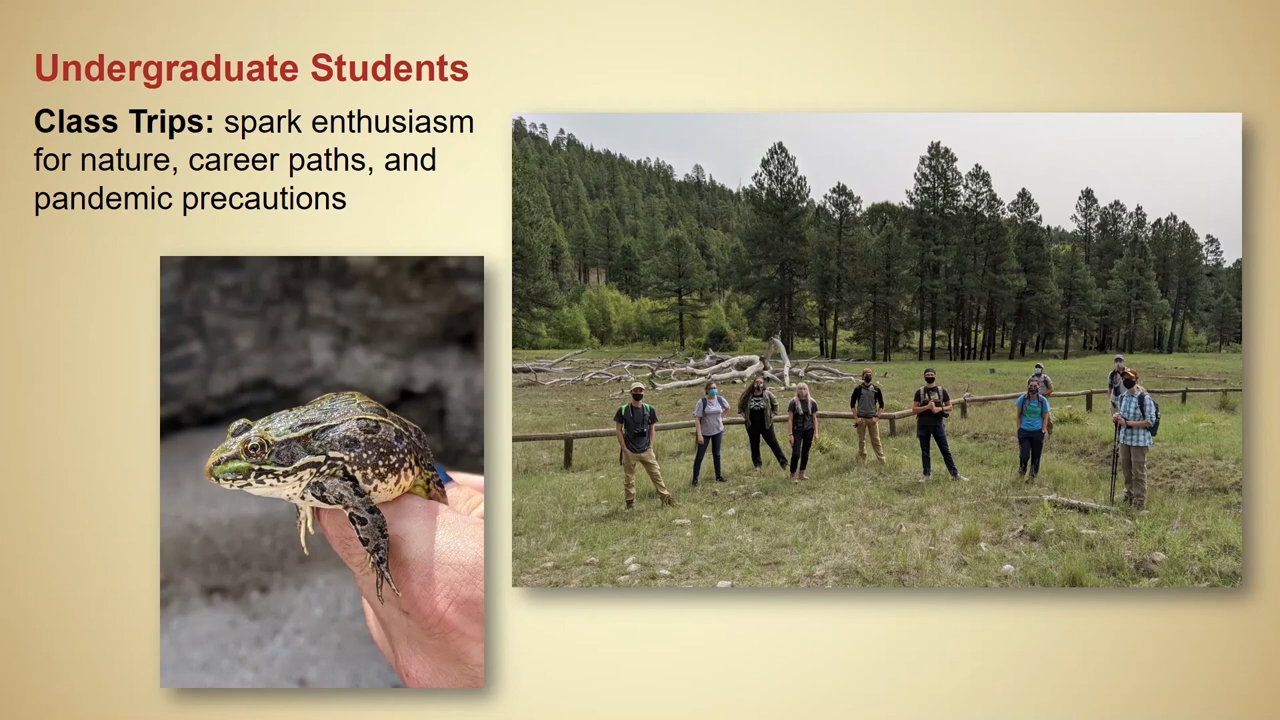 Undergraduate Students
Class Trips: spark enthusiasm
for nature, career paths, and
pandemic precautions